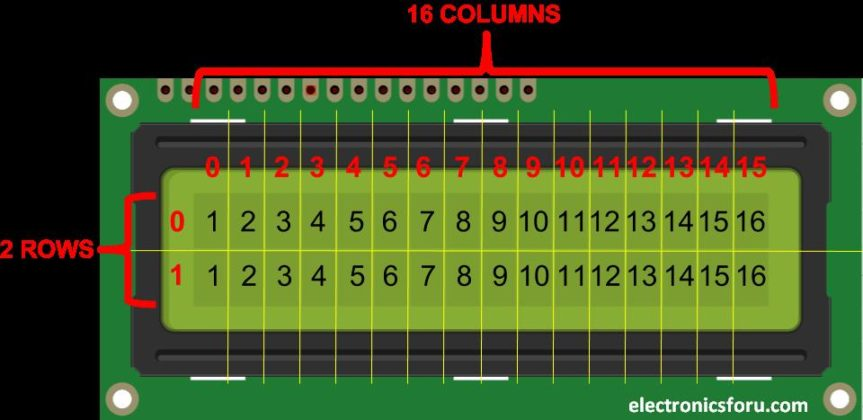 16 COLUMNS
0 1 2 3 4 5 6 7 8 9 10 11 12 13 14 15
0 1 2 3 4 5 6 7 8 9 10 11 12 13 14 15 16
2 ROWS
1 1 2 3 4 5 6 7 8 9 10 11 12 13 14 15 16
electronicsforu.com